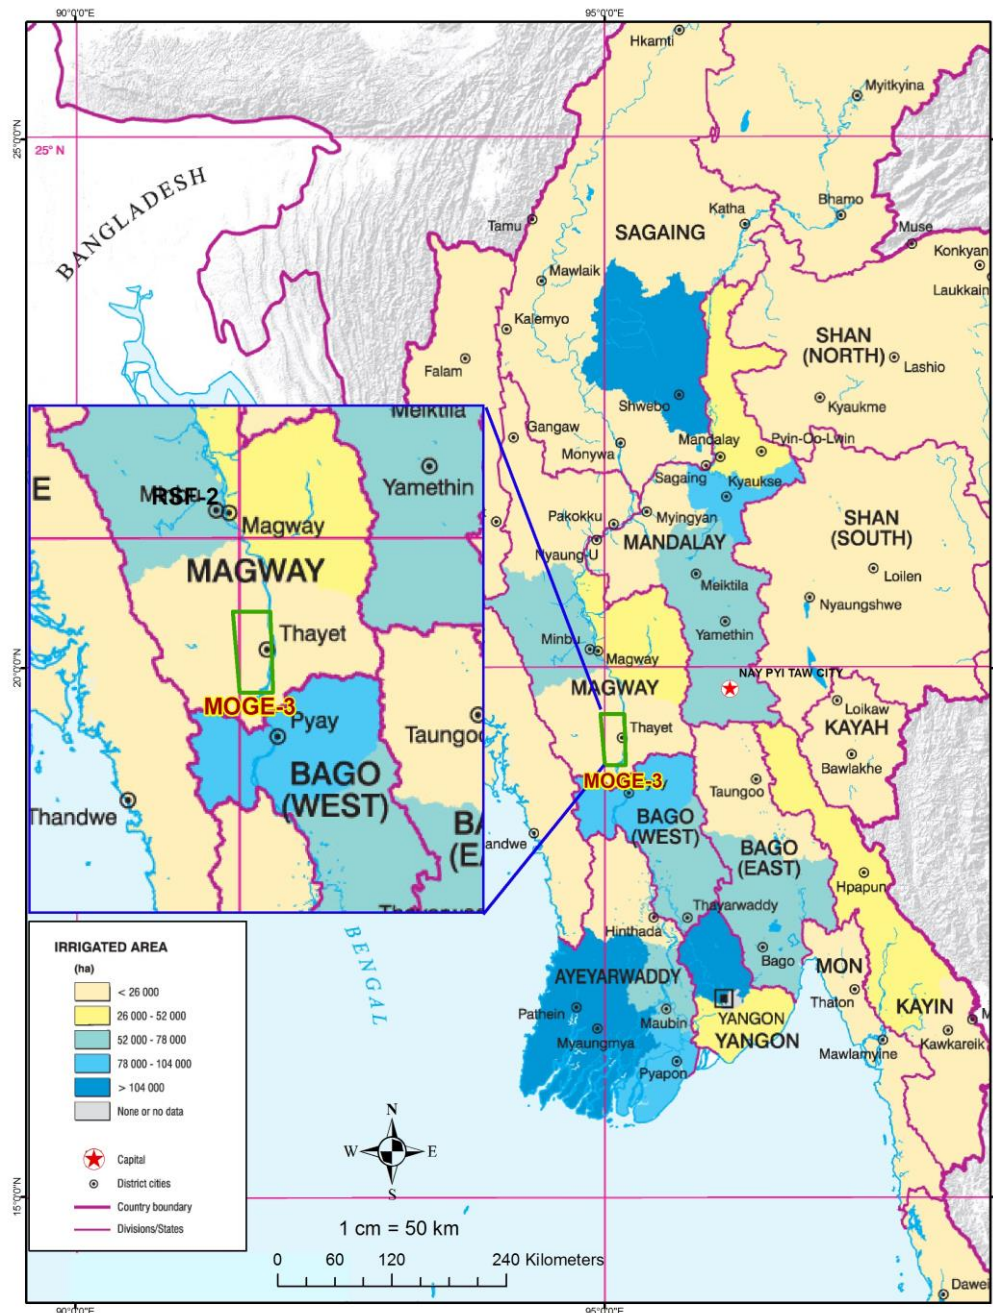 90°0'0"E
95°0'0"E
Hkamti
Myitkyina
25°0'0"N
25° N
BANGLADESH
Tamu
Katha
Bhamo
SAGAING
Muse
Konkyan
Mawlaik
Laukkain
Kalemyo
SHAN
(NORTH)
Falam
Lashio
Shwebo
Kyaukme
Gangaw
Monywa
Mandalay
Pyin-Oo-Lwin
Sagaing
Kyaukse
Pakokku
Myingyan
SHAN
(SOUTH)
Nyaung-U
MANDALAY
Loilen
Meiktila
Nyaungshwe
Minbu
Magway
Yamethin
20°0'0"N
NAY PYI TAW CITY
MAGWAY
Loikaw
KAYAH
Thayet
Bawlakhe
MOGE-3
Taungoo
BAGO
(WEST)
andwe
BAGO
(EAST)
Hpapun
Thayarwaddy
Hinthada
Bago
MON
AYEYARWADDY
Thaton
KAYIN
Pathein
Maubin
YANGON
Myaungmya
YANGON
Kawkareik
Mawlamyine
Pyapon
Dawei
BENGAL
Meiktila
E
Yamethin
RSF-2
Magway
MAGWAY
Thayet
MOGE-3
Pyay
Taungoo
BAGO
(WEST)
Thandwe
BA
(EA
IRRIGATED AREA
(ha)
< 26 000
26 000 - 52 000
52 000 - 78 000
78 000 - 104 000
> 104 000
None or no data
Capital
District cities
Country boundary
Divisions/States
N
W
E
S
1 cm = 50 km
0 60 120 240 Kilometers
15°0'0"N
90°0'0"E
95°0'0"E